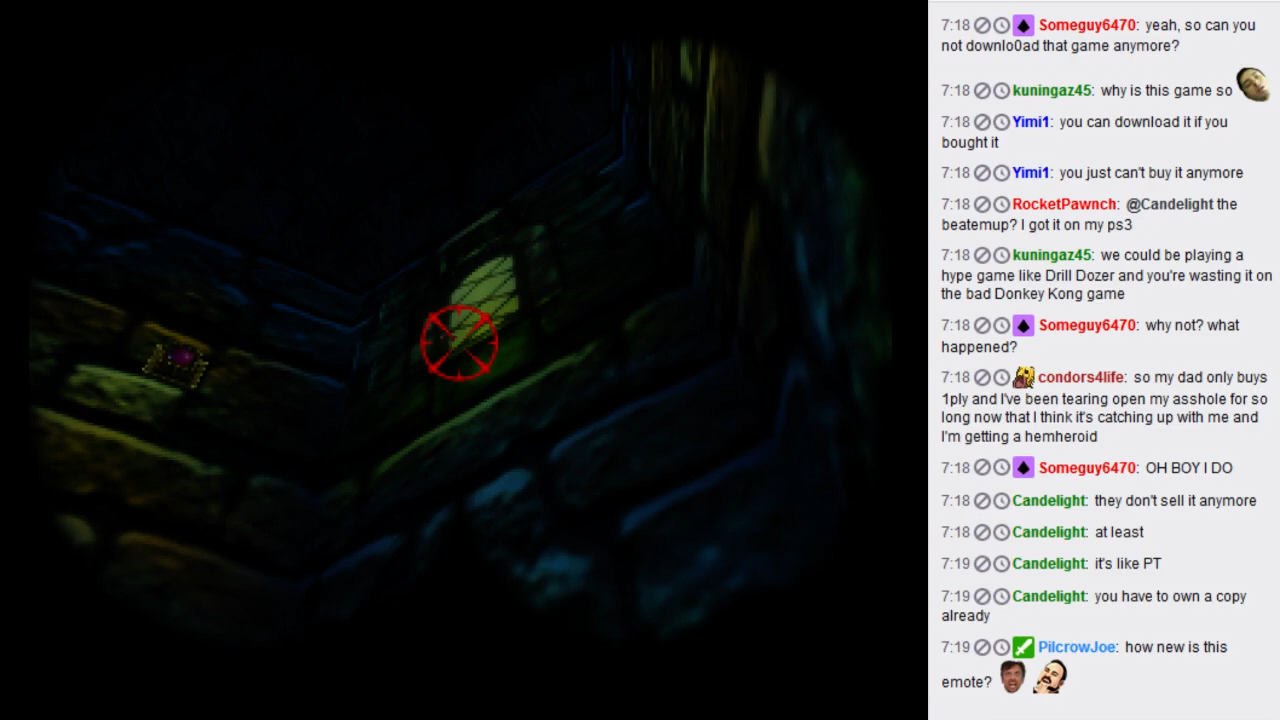 7:18 Someguy6470: yeah, so can you
not downlo0ad that game anymore?
7:18 kuningaz45: why is this game so
7:18 Yimi1: you can download it if you
bought it
7:18 Yimi1: you just can't buy it anymore
7:18 RocketPawnch: @Candelight the
beatemup? I got it on my ps3
7:18 kuningaz45: we could be playing a
hype game like Drill Dozer and you're wasting it on
the bad Donkey Kong game
7:18 Someguy6470: why not? what
happened?
7:18 condors4life: so my dad only buys
1ply and I've been tearing open my asshole for so
long now that I think it's catching up with me and
I'm getting a hemheroid
7:18 Someguy6470: OH BOY I DO
7:18 Candelight: they don't sell it anymore
7:18 Candelight: at least
7:19 Candelight: it's like PT
7:19 Candelight: you have to own a copy
already
7:19 PilcrowJoe: how new is this
emote?